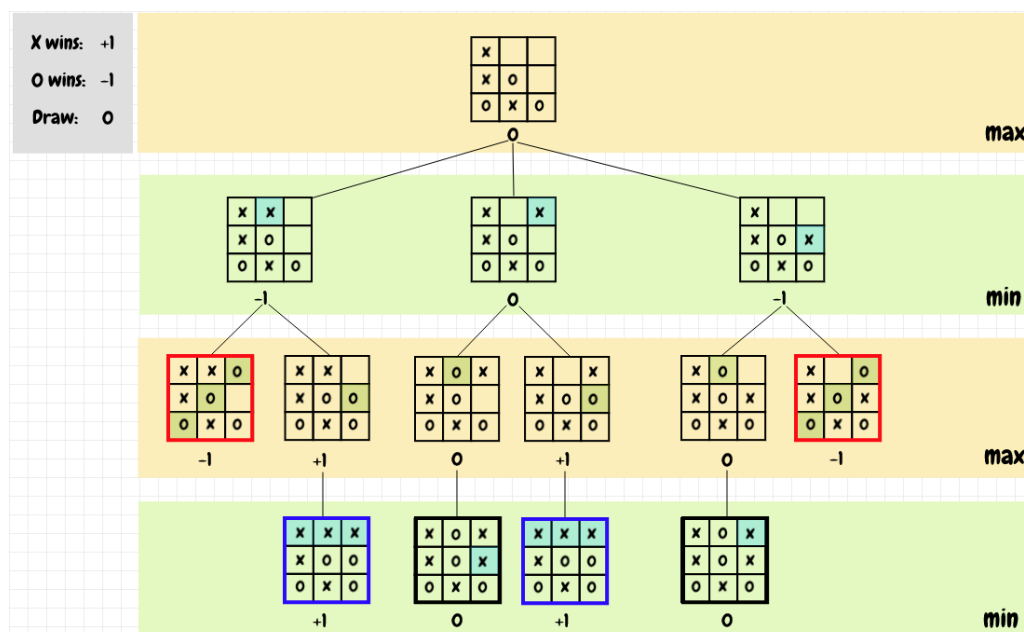 X wins: +1
O wins: -1
Draw: 0
X
X O
O X O
0
max
X X
X O
O X O
-1
X X
X O
O X O
0
X
X O X
O X O
-1
min
X X O
X O
O X O
-1
X X
X O O
O X O
+1
X O X
X O
O X O
0
X X
X O O
O X O
+1
X O
X O X
O X O
0
X O
X O X
O X O
-1
max
X X X
X O O
O X O
+1
X O X
X O X
O X O
0
X X X
X O O
O X O
+1
X O X
X O X
O X O
0
min